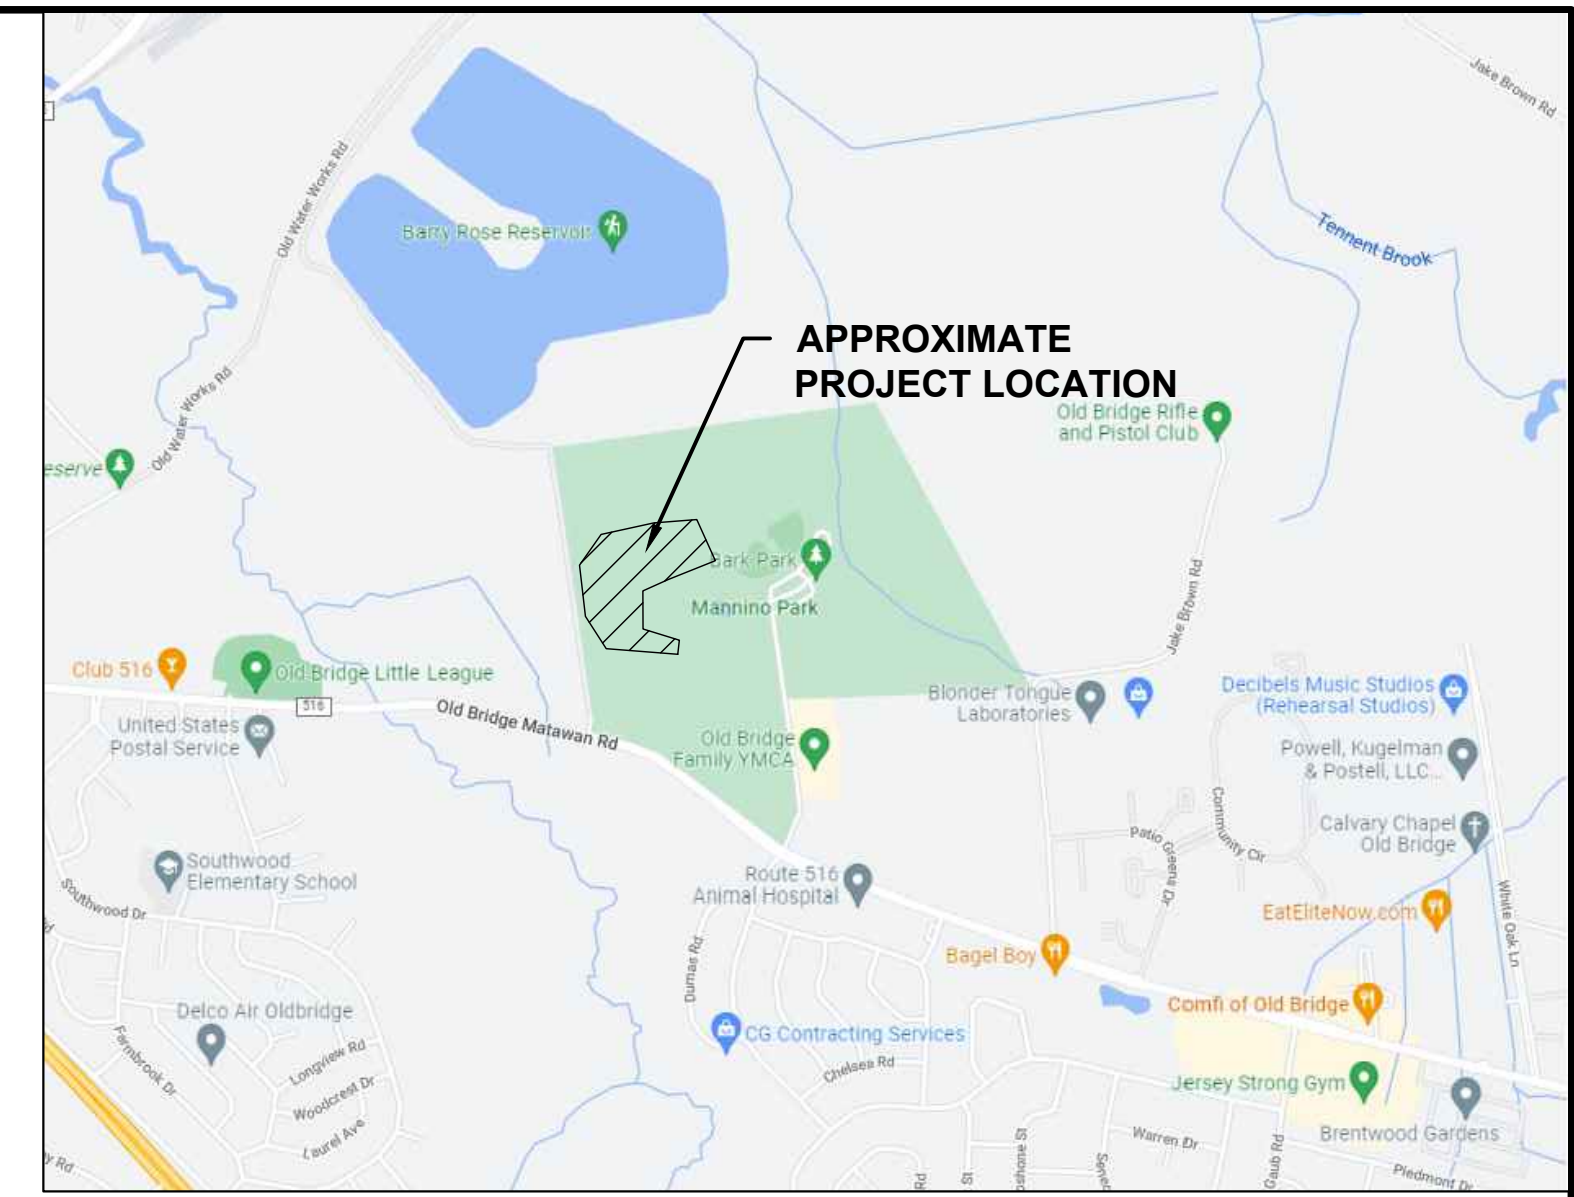 Jake Brown Rd
Old Water Works Rd
Barry Rose Reservoir
Tennent Brook
APPROXIMATE
PROJECT LOCATION
Old Bridge Rifle
and Pistol Club
Old Water Works Rd
eserve
Bark Park
Mannino Park
Jake Brown Rd
Club 516
Old Bridge Little League
516
Old Bridge Matawan Rd
United States
Postal Service
Blonder Tongue
Laboratories
Decibels Music Studios
(Rehearsal Studios)
Old Bridge
Family YMCA
Powell, Kugelman
& Postell, LLC...
Community Cir
Patio Greens Dr
Calvary Chapel
Old Bridge
Southwood
Elementary School
Southwood Dr
Route 516
Animal Hospital
EatEliteNow.com
White Oak Ln
Dumas Rd
Bagel Boy
Delco Air Oldbridge
Comfi of Old Bridge
CG Contracting Services
Farmbrook Dr
Longview Rd
Chelsea Rd
Woodcrest Dr
Jersey Strong Gym
Laurel Ave
Warren Dr
Brentwood Gardens
y Rd
Rd
St
shone St
Seve
Gaub Rd
Piedmont Dr